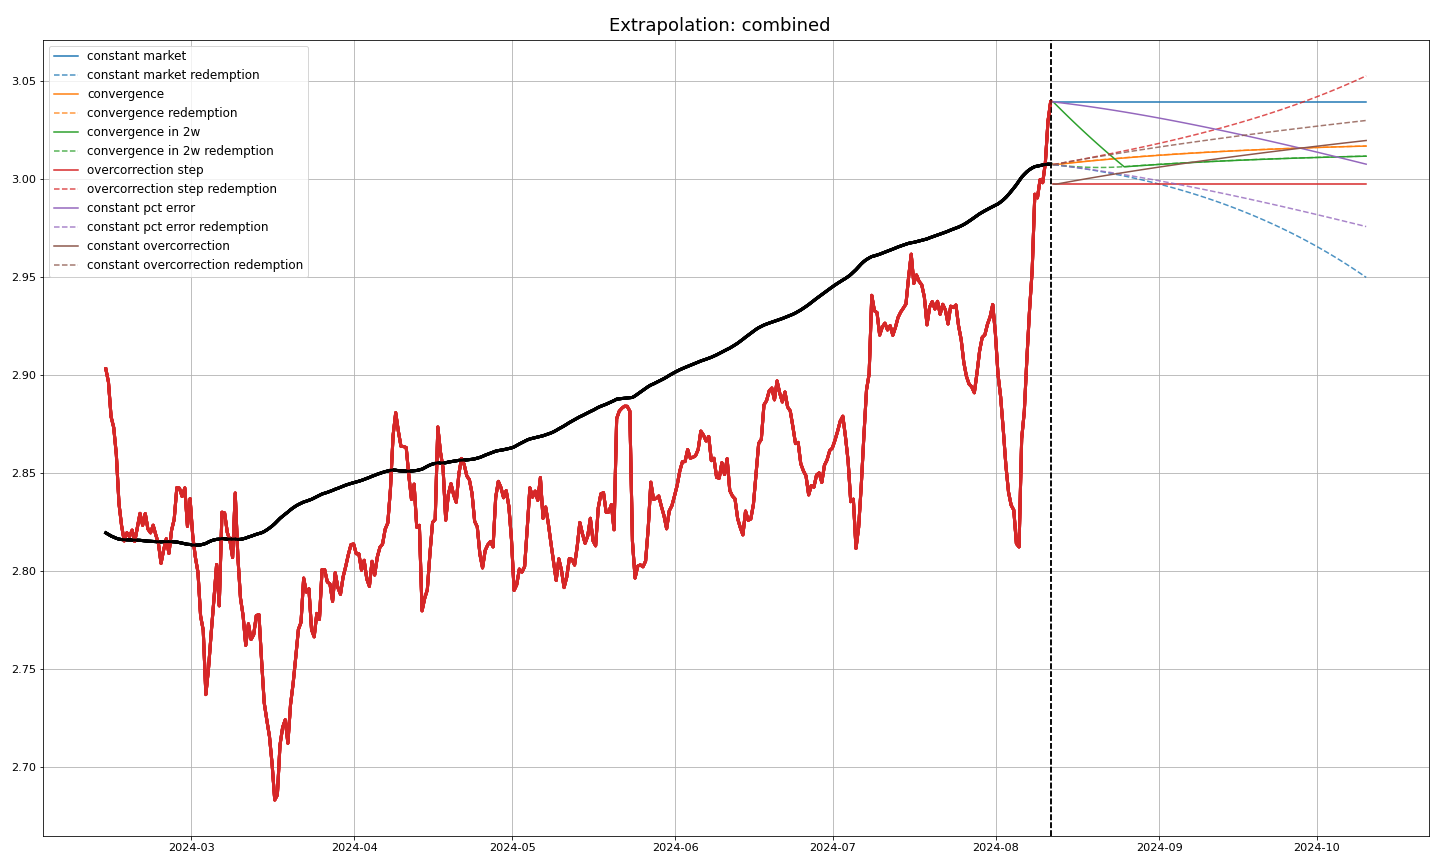 Extrapolation: combined
constant market
constant market redemption
convergence
convergence redemption
convergence in 2w
convergence in 2w redemption
overcorrection step
overcorrection step redemption
constant pct error
constant pct error redemption
constant overcorrection
constant overcorrection redemption
3.05
3.00
2.95
2.90
2.85
2.80
2.75
2.70
2024-03
2024-04
2024-05
2024-06
2024-07
2024-08
2024-09
2024-10